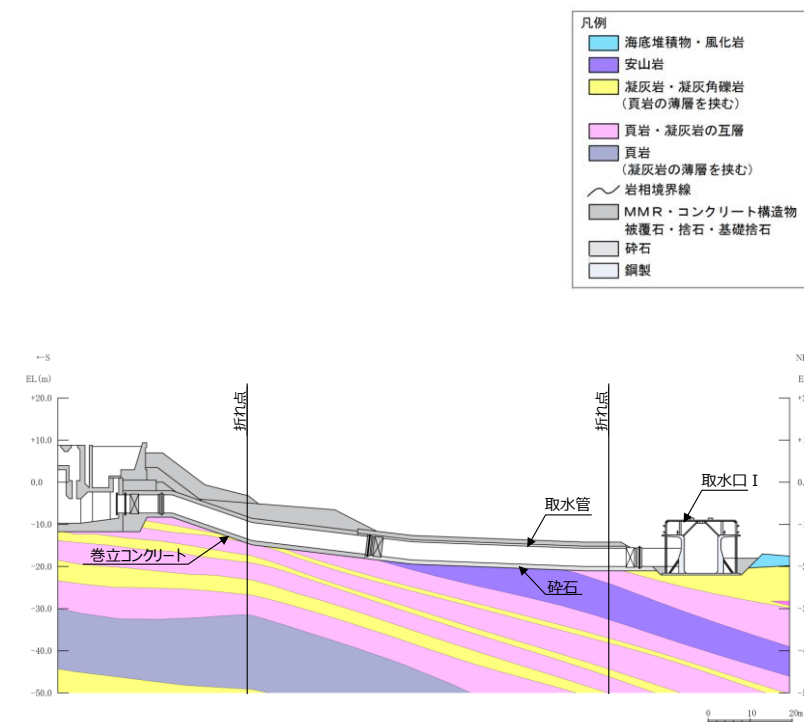 凡例
海底堆積物・風化岩
安山岩
凝灰岩・凝灰角礫岩
(頁岩の薄層を挟む)
頁岩・凝灰岩の互層
頁岩
(凝灰岩の薄層を挟む)
岩相境界線
MMR・コンクリート構造物
被覆石・捨石・基礎捨石
砕石
鋼製
←S
EL(m)
+20.0
+10.0
0.0
-10.0
-20.0
-30.0
-40.0
-50.0
折れ点
折れ点
取水口Ⅰ
取水管
巻立コンクリート
砕石
0 10 20m